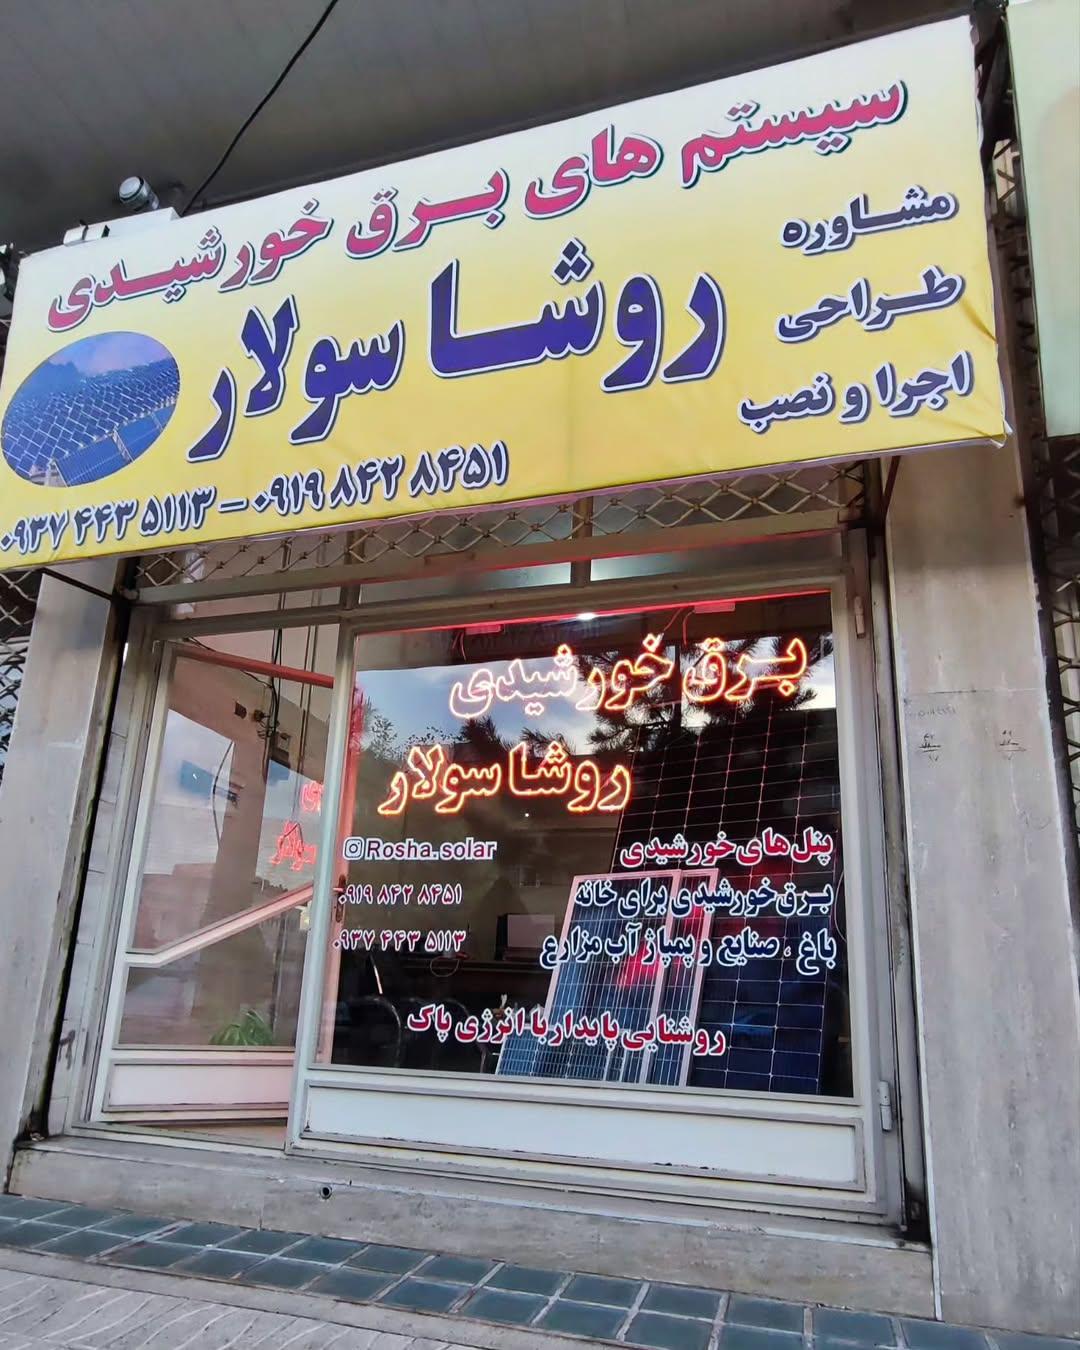 سیستم های برق خورشیدی
روشا سولار
مشاوره
طراحی
اجرا و نصب
۰۹۳۷ ۴۴۳ ۵۱۱۳ - ۰۹۱۹ ۸۴۲ ۸۴۵۱
برق خورشیدی
روشا سولار
Rosha.solar
۰۹۱۹ ۸۴۲ ۸۴۵۱
۰۹۳۷ ۴۴۳ ۵۱۱۳
پنل های خورشیدی
برق خورشیدی برای خانه
باغ ، صنایع و پمپاژ آب مزارع
روشنایی پایدار با انرژی پاک